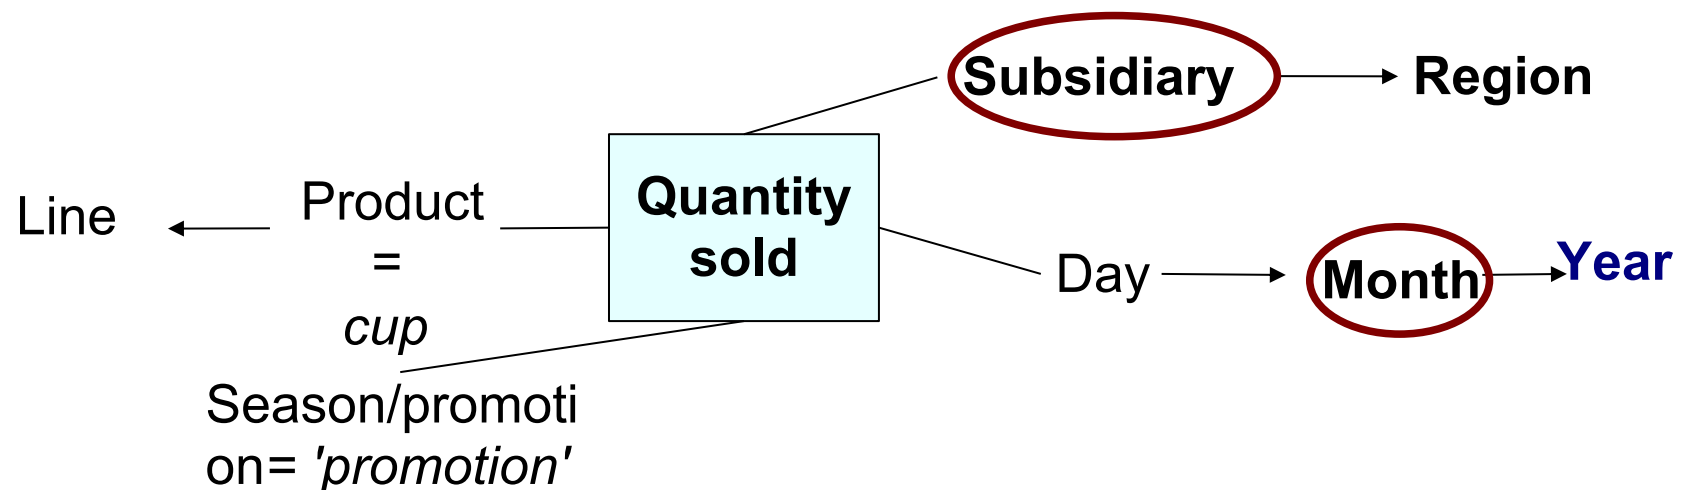 Subsidiary
Region
Line
Product
=
cup
Quantity
sold
Day
Month
Year
Season/promoti
on= 'promotion'